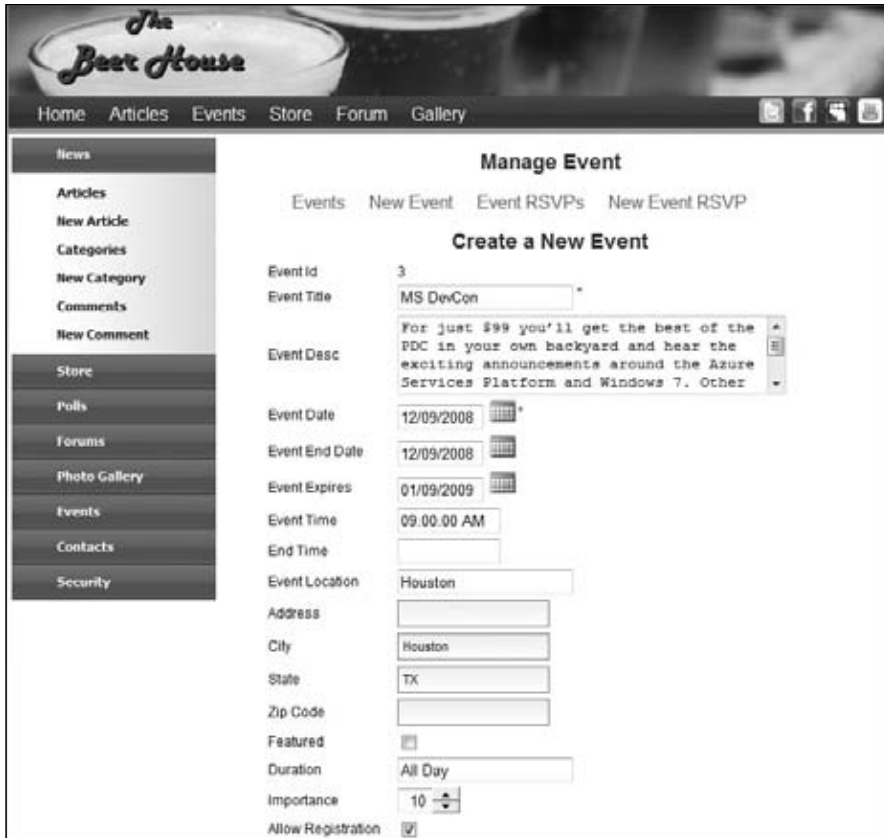 The
Beer House
Home Articles Events Store Forum Gallery
News
Articles
New Article
Categories
New Category
Comments
New Comment
Store
Polls
Forums
Photo Gallery
Events
Contacts
Security
Manage Event
Events New Event Event RSVPs New Event RSVP
Create a New Event
Event Id 3
Event Title MS DevCon *
Event Desc
For just $99 you'll get the best of the
PDC in your own backyard and hear the
exciting announcements around the Azure
Services Platform and Windows 7. Other
Event Date 12/09/2008 *
Event End Date 12/09/2008
Event Expires 01/09/2009
Event Time 09:00:00 AM
End Time
Event Location Houston
Address
City Houston
State TX
Zip Code
Featured
Duration All Day
Importance 10
Allow Registration